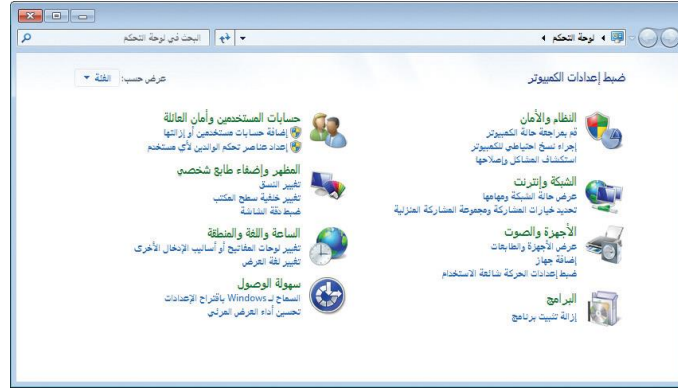 لوحة التحكم
البحث في لوحة التحكم
ضبط إعدادات الكمبيوتر
عرض حسب: الفئة
النظام والأمان
قم بمراجعة حالة الكمبيوتر
إجراء نسخ احتياطي للكمبيوتر
استكشاف المشاكل وإصلاحها
الشبكة وإنترنت
عرض حالة الشبكة ومهامها
تحديد خيارات المشاركة ومجموعة المشاركة المنزلية
الأجهزة والصوت
عرض الأجهزة والطابعات
إضافة جهاز
ضبط إعدادات الحركة شائعة الاستخدام
البرامج
إزالة تثبيت برنامج
حسابات المستخدمين وأمان العائلة
إضافة حسابات مستخدمين أو إزالتها
إعداد عناصر تحكم الوالدين لأي مستخدم
المظهر وإضفاء طابع شخصي
تغيير النسق
تغيير خلفية سطح المكتب
ضبط دقة الشاشة
الساعة واللغة والمنطقة
تغيير لوحات المفاتيح أو أساليب الإدخال الأخرى
تغيير لغة العرض
سهولة الوصول
السماح لـ Windows باقتراح الإعدادات
تحسين أداء العرض المرئي